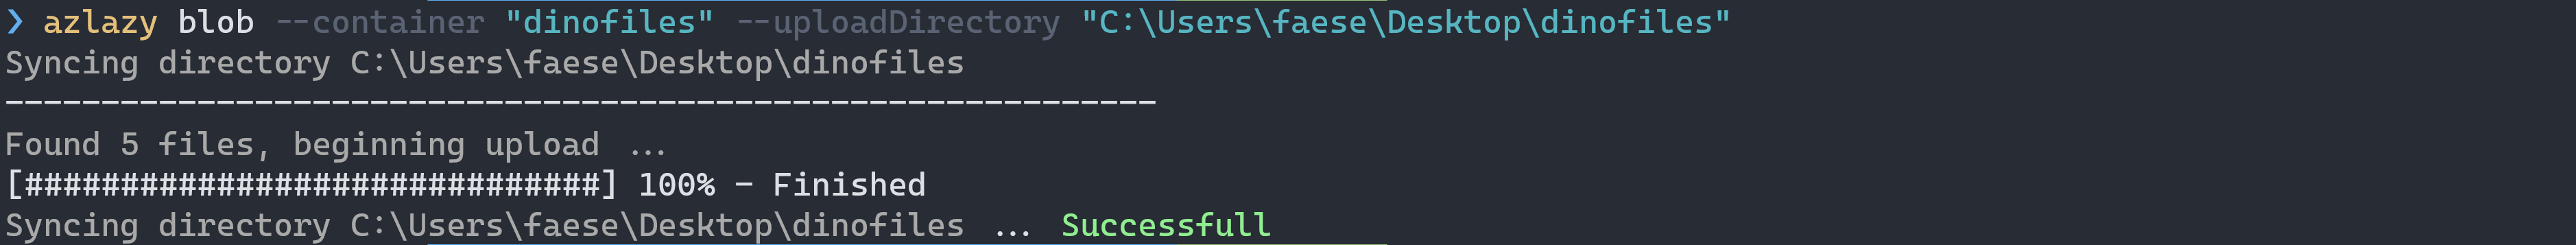 ❯ azlazy blob --container "dinofiles" --uploadDirectory "C:\Users\faese\Desktop\dinofiles"
Syncing directory C:\Users\faese\Desktop\dinofiles
------------------------------------------------------------
Found 5 files, beginning upload ...
[##############################] 100% - Finished
Syncing directory C:\Users\faese\Desktop\dinofiles ... Successfull